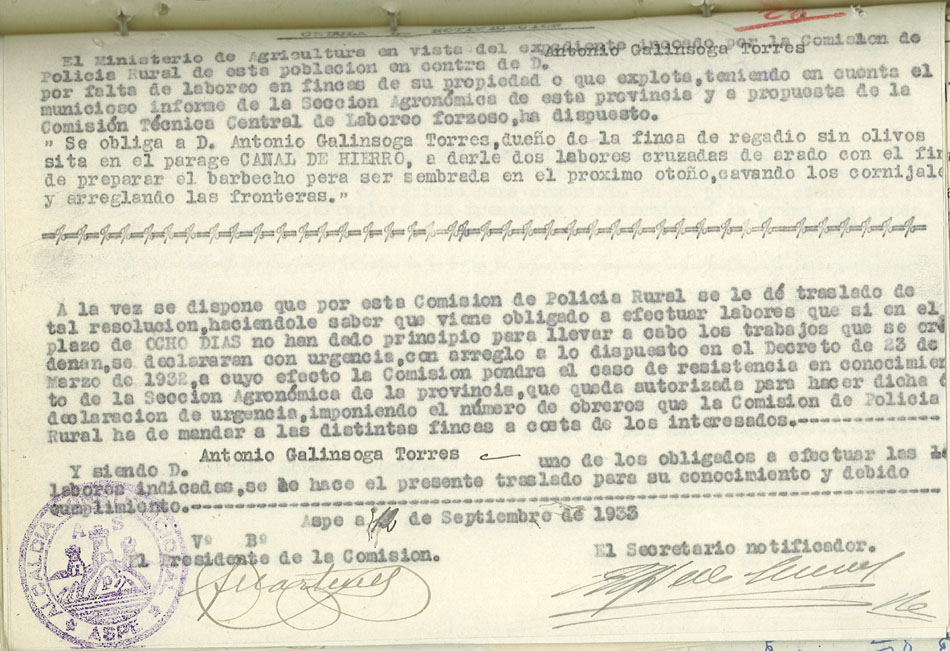 CEDULA DE NOTIFICACION
El Ministerio de Agricultura en vista del expediente incoado por la Comision de
Policia Rural de esta poblacion en contra de D. Antonio Galinsoga Torres
por falta de laboreo en fincas de su propiedad o que explota,teniendo en cuenta el
municioso informe de la Seccion Agronómica de esta provincia y a propuesta de la
Comisión Técnica Central de Laboreo forzoso,ha dispuesto.
" Se obliga a D. Antonio Galinsoga Torres,dueño de la finca de regadio sin olivos
sita en el parage CANAL DE HIERRO, a darle dos labores cruzadas de arado con el fin
de preparar el barbecho pera ser sembrada en el proximo otoño,cavando los cornijale
y arreglando las fronteras."
A la vez se dispone que por esta Comision de Policia Rural se le dé traslado de
tal resolucion,haciendole saber que viene obligado a efectuar labores que si en el
plazo de OCHO DIAS no han dado principio para llevar a cabo los trabajos que se or
denan,se declararan con urgencia,con arreglo a lo dispuesto en el Decreto de 23 de
Marzo de 1932,a cuyo efecto la Comision pondra el caso de resistencia en conocimien
to de la Seccion Agronómica de la provincia,que queda autorizada para hacer dicha
declaracion de urgencia,imponiendo el número de obreros que la Comision de Policia
Rural ha de mandar a las distintas fincas a costa de los interesados.
Y siendo D. Antonio Galinsoga Torres uno de los obligados a efectuar las
labores indicadas,se le hace el presente traslado para su conocimiento y debido
cumplimiento.
Aspe a de Septiembre de 1933
Vº Bº
El Presidente de la Comision. El Secretario notificador.
ALCALDIA CONSTITUCIONAL
ASPE